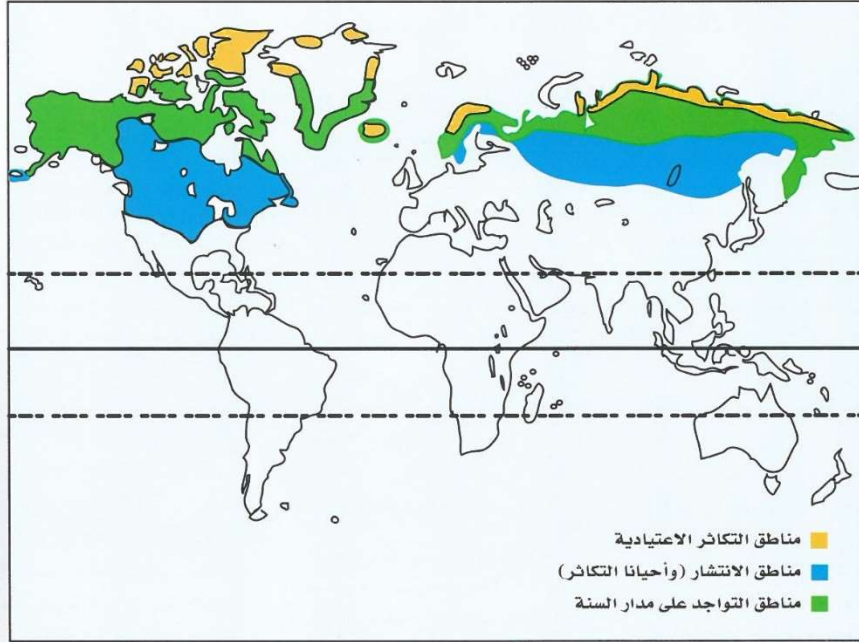 مناطق التكاثر الاعتيادية
مناطق الانتشار (وأحيانا التكاثر)
مناطق التواجد على مدار السنة